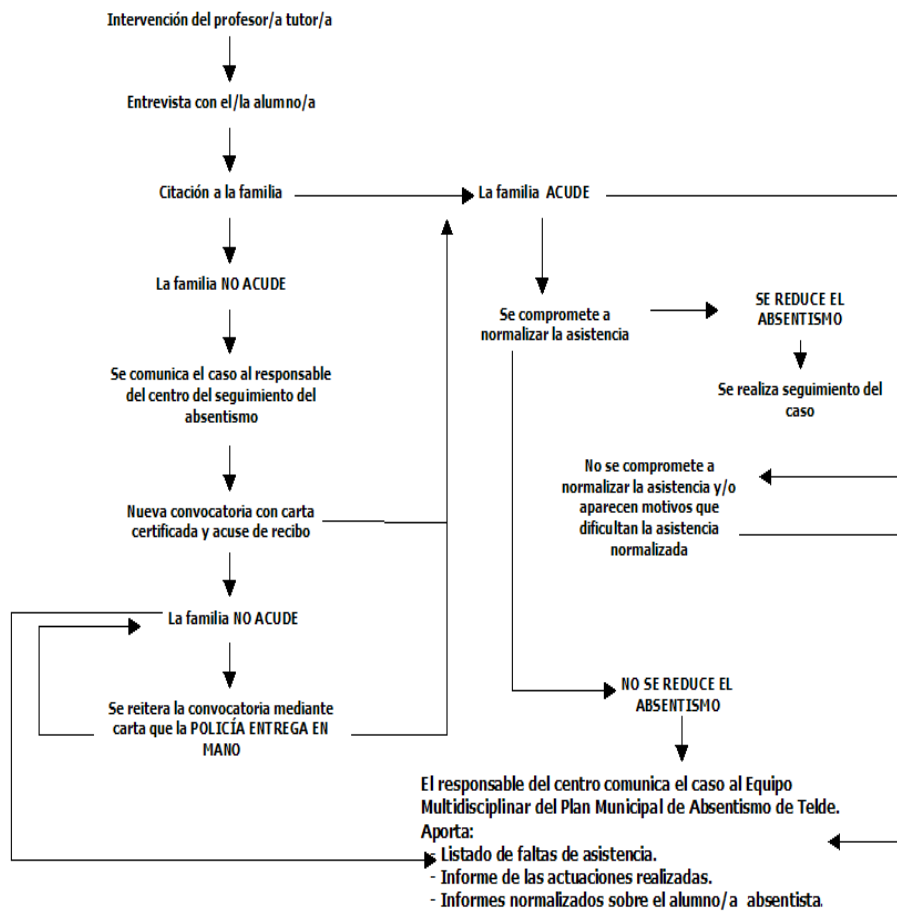 Intervención del profesor/a tutor/a
Entrevista con el/la alumno/a
Citación a la familia
La familia ACUDE
La familia NO ACUDE
Se compromete a
normalizar la asistencia
SE REDUCE EL
ABSENTISMO
Se comunica el caso al responsable
del centro del seguimiento del
absentismo
Se realiza seguimiento del
caso
No se compromete a
normalizar la asistencia y/o
aparecen motivos que
dificultan la asistencia
normalizada
Nueva convocatoria con carta
certificada y acuse de recibo
La familia NO ACUDE
Se reitera la convocatoria mediante
carta que la POLICÍA ENTREGA EN
MANO
NO SE REDUCE EL
ABSENTISMO
El responsable del centro comunica el caso al Equipo
Multidisciplinar del Plan Municipal de Absentismo de Telde.
Aporta:
- Listado de faltas de asistencia.
- Informe de las actuaciones realizadas.
- Informes normalizados sobre el alumno/a absentista.